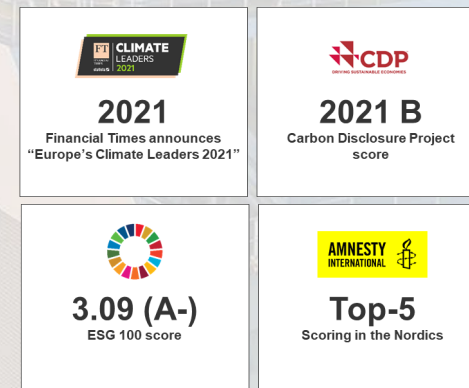 FT
CLIMATE
LEADERS
2021
2021
Financial Times announces
“Europe’s Climate Leaders 2021”
CDP
DRIVING SUSTAINABLE ECONOMIES
2021 B
Carbon Disclosure Project
score
3.09 (A-)
ESG 100 score
AMNESTY
INTERNATIONAL
Top-5
Scoring in the Nordics